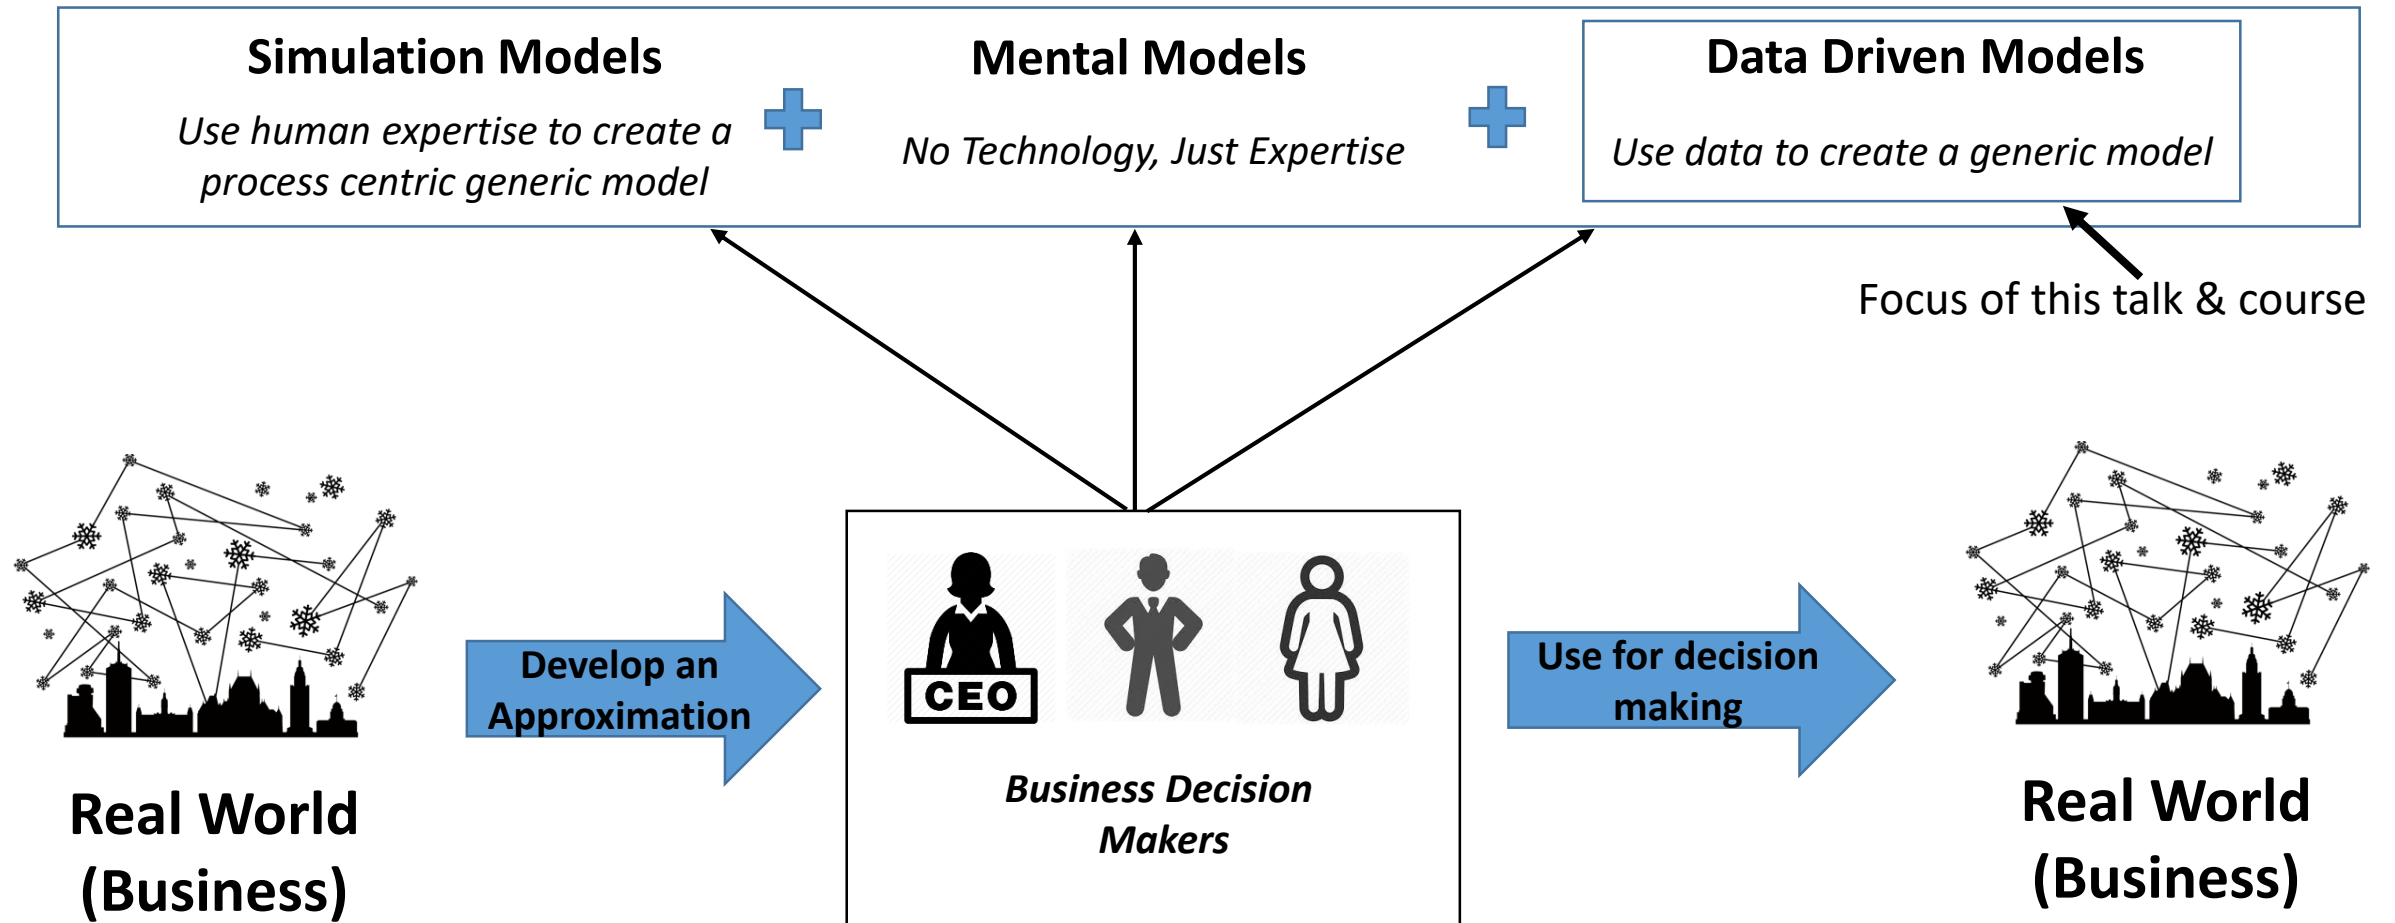 Simulation Models
Use human expertise to create a
process centric generic model
Mental Models
No Technology, Just Expertise
Data Driven Models
Use data to create a generic model
Focus of this talk & course
Real World
(Business)
Develop an
Approximation
CEO
Business Decision
Makers
Use for decision
making
Real World
(Business)